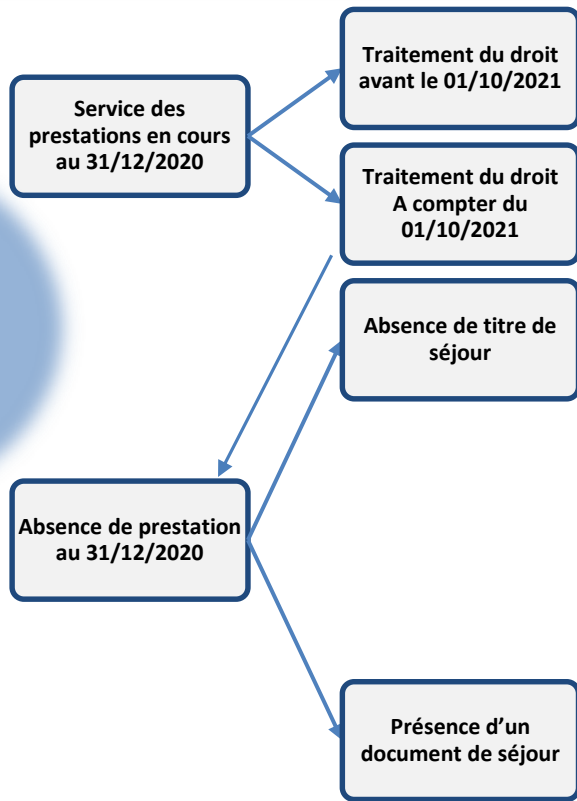 Traitement du droit
avant le 01/10/2021
Service des
prestations en cours
au 31/12/2020
Traitement du droit
A compter du
01/10/2021
Absence de titre de
séjour
Absence de prestation
au 31/12/2020
Présence d’un
document de séjour